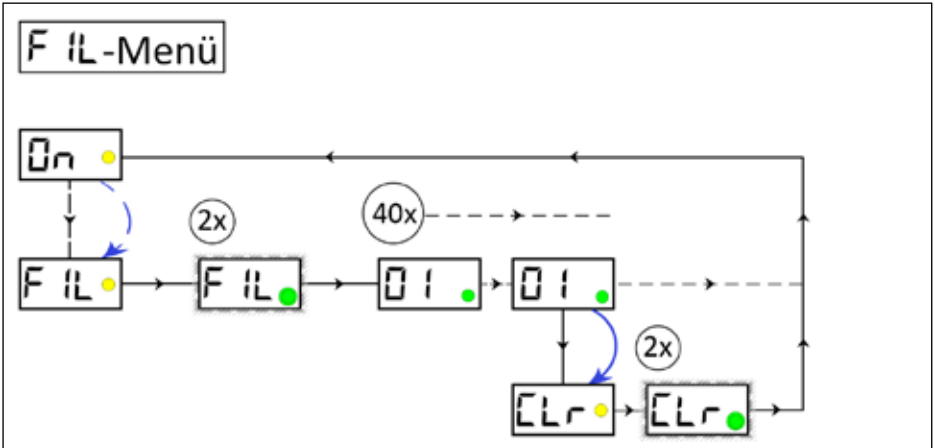 FIL-Menü
On
2x
40x
FIL
FIL
01
01
2x
CLr
CLr